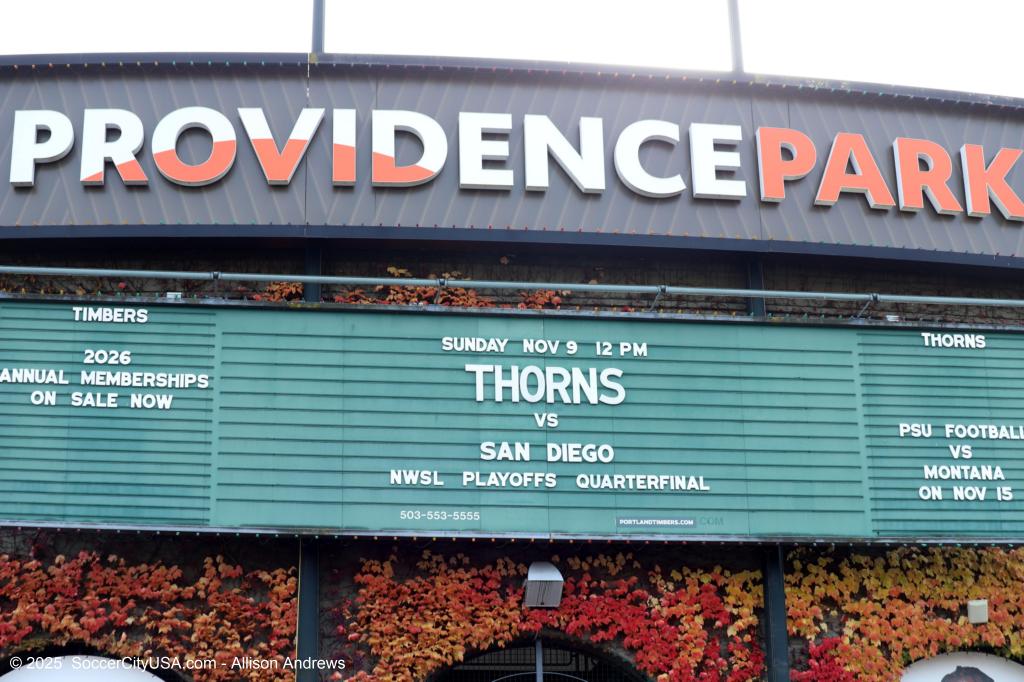 PROVIDENCE PARK
TIMBERS
2026
ANNUAL MEMBERSHIPS
ON SALE NOW
SUNDAY NOV 9 12 PM
THORNS
VS
SAN DIEGO
NWSL PLAYOFFS QUARTERFINAL
503-553-5555
PORTLANDTIMBERS.COM .COM
THORNS
PSU FOOTBALL
VS
MONTANA
ON NOV 15
© 2025 SoccerCityUSA.com - Allison Andrews